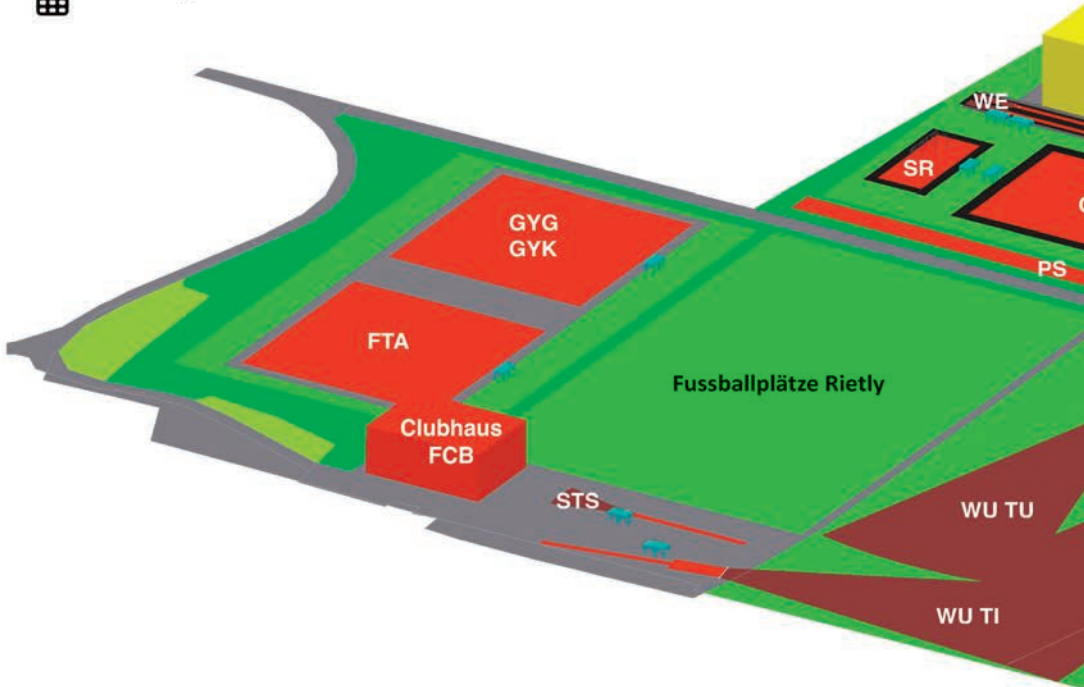 WE
SR
GYG
GYK
PS
FTA
Fussballplätze Rietly
Clubhaus
FCB
STS
WU TU
WU TI